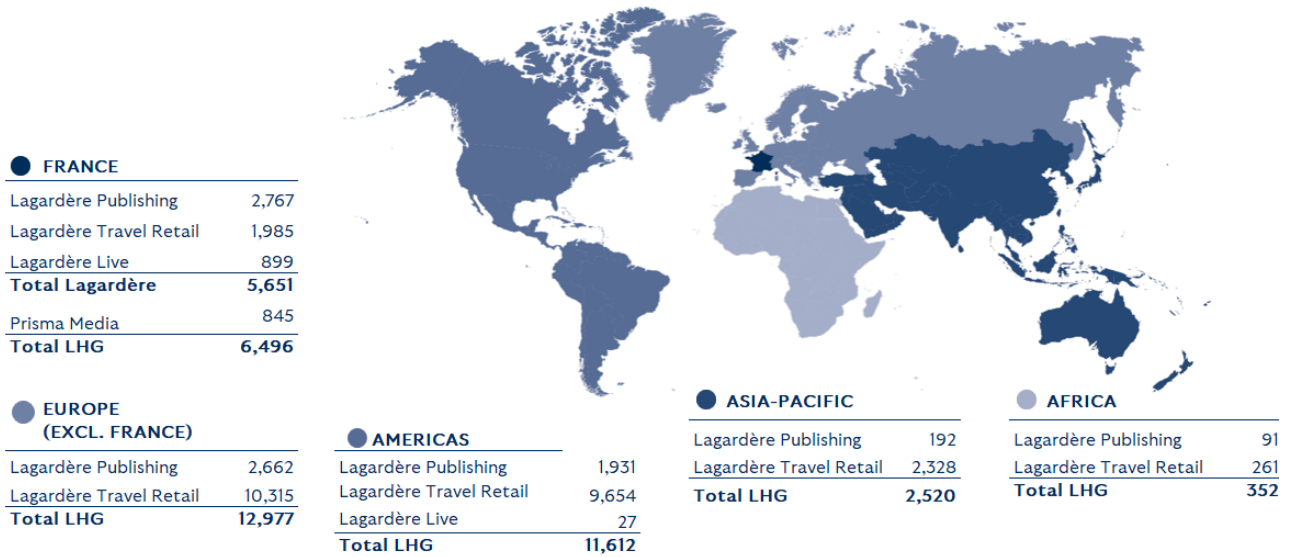 FRANCE
Lagardère Publishing 2,767
Lagardère Travel Retail 1,985
Lagardère Live 899
Total Lagardère 5,651
Prisma Media 845
Total LHG 6,496
EUROPE
(EXCL. FRANCE)
Lagardère Publishing 2,662
Lagardère Travel Retail 10,315
Total LHG 12,977
AMERICAS
Lagardère Publishing 1,931
Lagardère Travel Retail 9,654
Lagardère Live 27
Total LHG 11,612
ASIA-PACIFIC
Lagardère Publishing 192
Lagardère Travel Retail 2,328
Total LHG 2,520
AFRICA
Lagardère Publishing 91
Lagardère Travel Retail 261
Total LHG 352